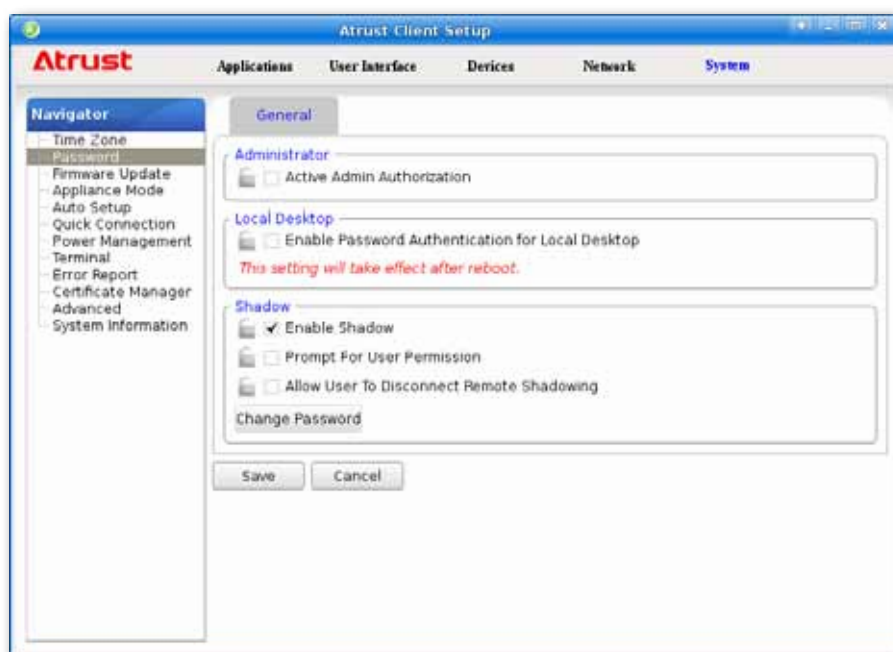 Atrust Client Setup
Atrust
Applications User Interface Devices Network System
Navigator
Time Zone
Password
Firmware Update
Appliance Mode
Auto Setup
Quick Connection
Power Management
Terminal
Error Report
Certificate Manager
Advanced
System Information
General
Administrator
Active Admin Authorization
Local Desktop
Enable Password Authentication for Local Desktop
This setting will take effect after reboot.
Shadow
Enable Shadow
Prompt For User Permission
Allow User To Disconnect Remote Shadowing
Change Password
Save Cancel